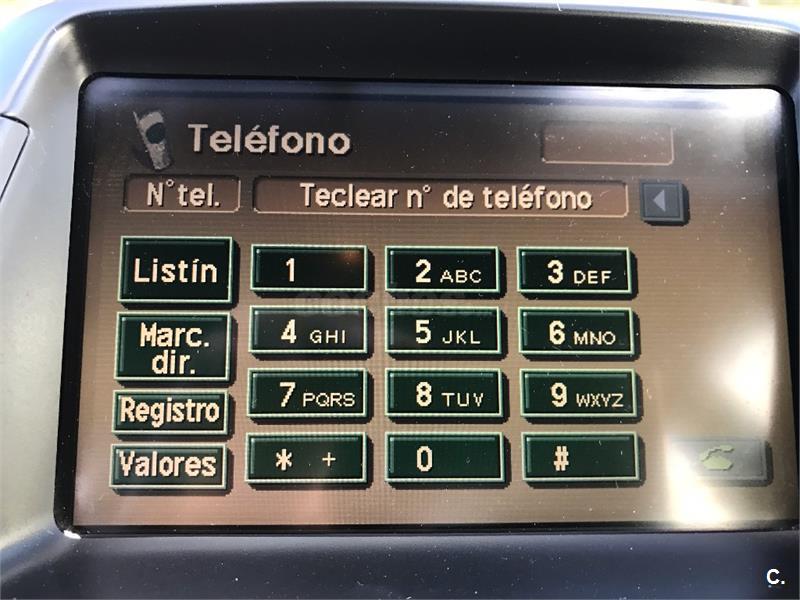 Teléfono
N°tel. Teclear n° de teléfono
Listín 1 2 ABC 3 DEF
Marc. dir. 4 GHI 5 JKL 6 MNO
Registro 7 PQRS 8 TUV 9 WXYZ
Valores * + 0 #
C.